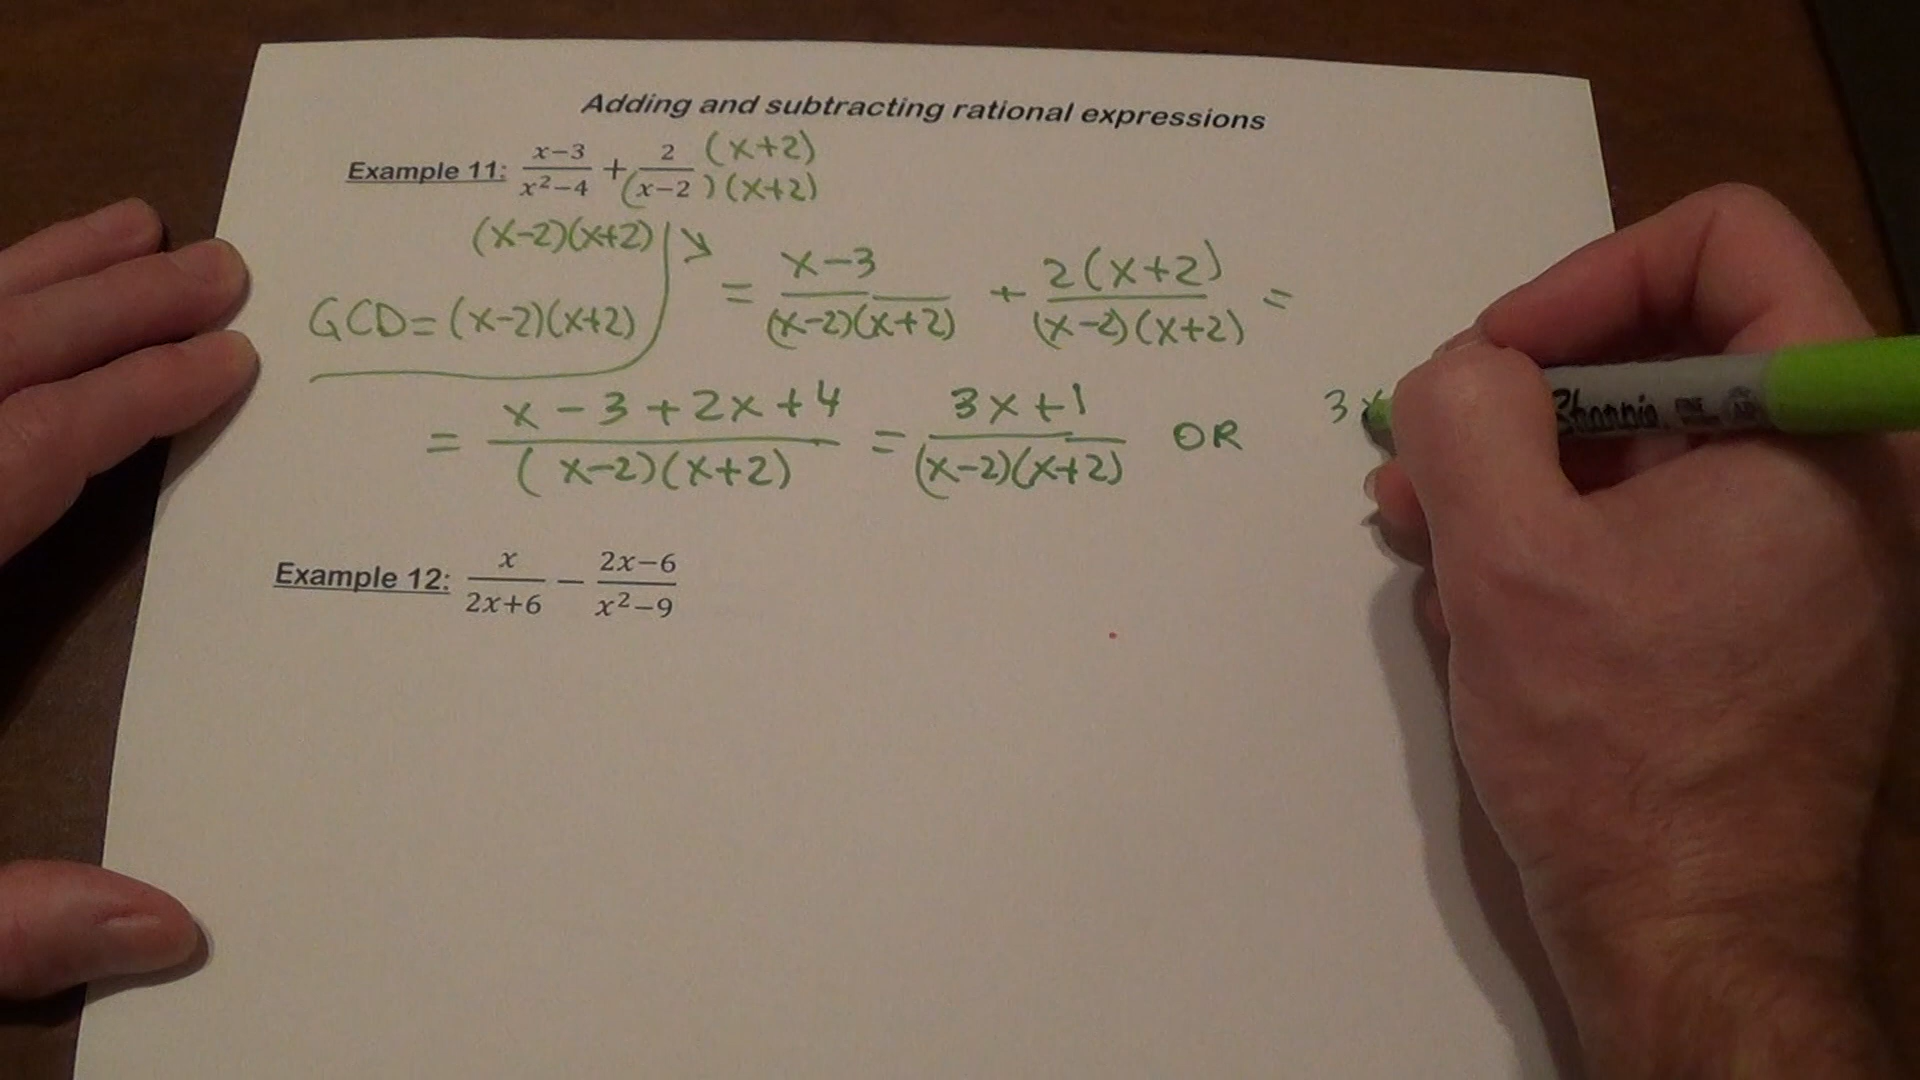 Adding and subtracting rational expressions
(x+2)
Example 11: x−3 / x²−4 + 2 / (x−2)(x+2)
(x-2)(x+2)
= x-3 / (x-2)(x+2) + 2(x+2) / (x-2)(x+2) =
GCD=(x-2)(x+2)
= x-3+2x+4 / (x-2)(x+2) = 3x+1 / (x-2)(x+2) OR 3x
Example 12: x / 2x+6 − 2x−6 / x²−9
Sharpie